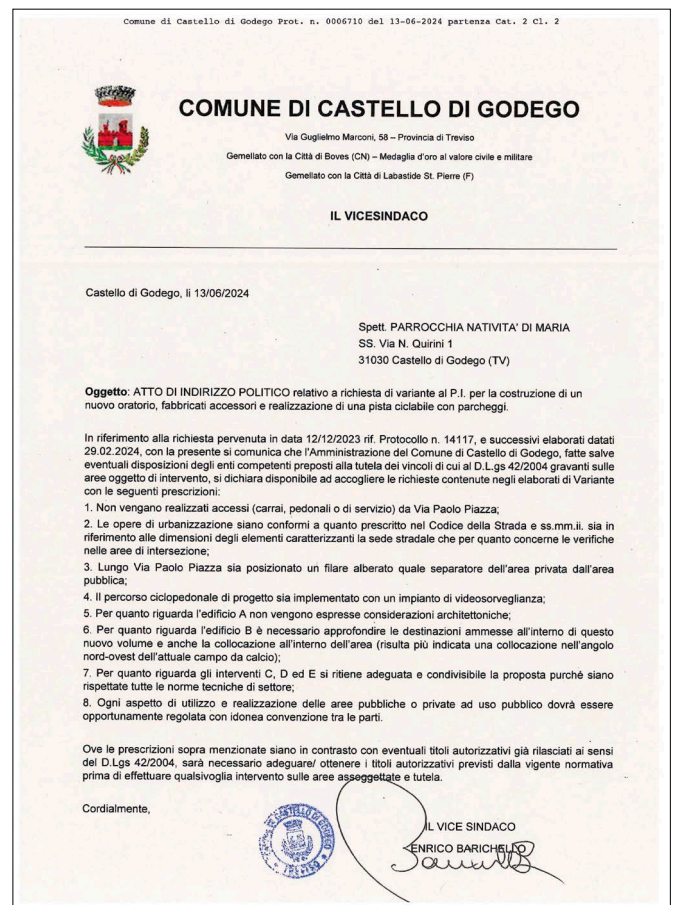 Comune di Castello di Godego Prot. n. 0006710 del 13-06-2024 partenza Cat. 2 Cl. 2
COMUNE DI CASTELLO DI GODEGO
Via Guglielmo Marconi, 58 – Provincia di Treviso
Gemellato con la Città di Boves (CN) – Medaglia d'oro al valore civile e militare
Gemellato con la Città di Labastide St. Pierre (F)
IL VICESINDACO
Castello di Godego, li 13/06/2024
Spett. PARROCCHIA NATIVITA' DI MARIA
SS. Via N. Quirini 1
31030 Castello di Godego (TV)
Oggetto: ATTO DI INDIRIZZO POLITICO relativo a richiesta di variante al P.I. per la costruzione di un
nuovo oratorio, fabbricati accessori e realizzazione di una pista ciclabile con parcheggi.
In riferimento alla richiesta pervenuta in data 12/12/2023 rif. Protocollo n. 14117, e successivi elaborati datati
29.02.2024, con la presente si comunica che l'Amministrazione del Comune di Castello di Godego, fatte salve
eventuali disposizioni degli enti competenti preposti alla tutela dei vincoli di cui al D.L.gs 42/2004 gravanti sulle
aree oggetto di intervento, si dichiara disponibile ad accogliere le richieste contenute negli elaborati di Variante
con le seguenti prescrizioni:
1. Non vengano realizzati accessi (carrai, pedonali o di servizio) da Via Paolo Piazza;
2. Le opere di urbanizzazione siano conformi a quanto prescritto nel Codice della Strada e ss.mm.ii. sia in
riferimento alle dimensioni degli elementi caratterizzanti la sede stradale che per quanto concerne le verifiche
nelle aree di intersezione;
3. Lungo Via Paolo Piazza sia posizionato un filare alberato quale separatore dell'area privata dall'area
pubblica;
4. Il percorso ciclopedonale di progetto sia implementato con un impianto di videosorveglianza;
5. Per quanto riguarda l'edificio A non vengono espresse considerazioni architettoniche;
6. Per quanto riguarda l'edificio B è necessario approfondire le destinazioni ammesse all'interno di questo
nuovo volume e anche la collocazione all'interno dell'area (risulta più indicata una collocazione nell'angolo
nord-ovest dell'attuale campo da calcio);
7. Per quanto riguarda gli interventi C, D ed E si ritiene adeguata e condivisibile la proposta purché siano
rispettate tutte le norme tecniche di settore;
8. Ogni aspetto di utilizzo e realizzazione delle aree pubbliche o private ad uso pubblico dovrà essere
opportunamente regolata con idonea convenzione tra le parti.
Ove le prescrizioni sopra menzionate siano in contrasto con eventuali titoli autorizzativi già rilasciati ai sensi
del D.Lgs 42/2004, sarà necessario adeguare/ ottenere i titoli autorizzativi previsti dalla vigente normativa
prima di effettuare qualsivoglia intervento sulle aree assoggettate e tutela.
Cordialmente,
IL VICE SINDACO
ENRICO BARICHELLO